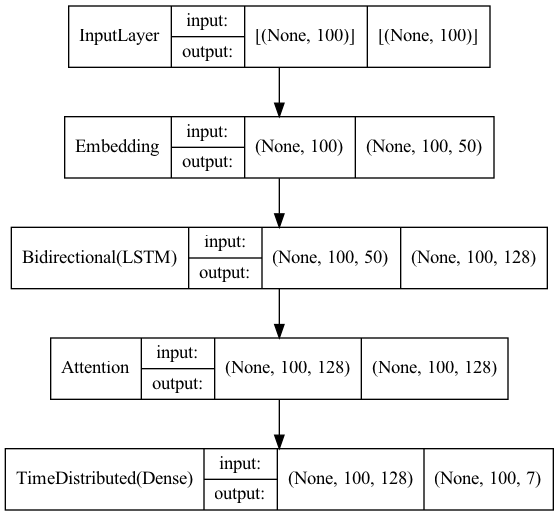 InputLayer input: output: [(None, 100)] [(None, 100)]
Embedding input: output: (None, 100) (None, 100, 50)
Bidirectional(LSTM) input: output: (None, 100, 50) (None, 100, 128)
Attention input: output: (None, 100, 128) (None, 100, 128)
TimeDistributed(Dense) input: output: (None, 100, 128) (None, 100, 7)